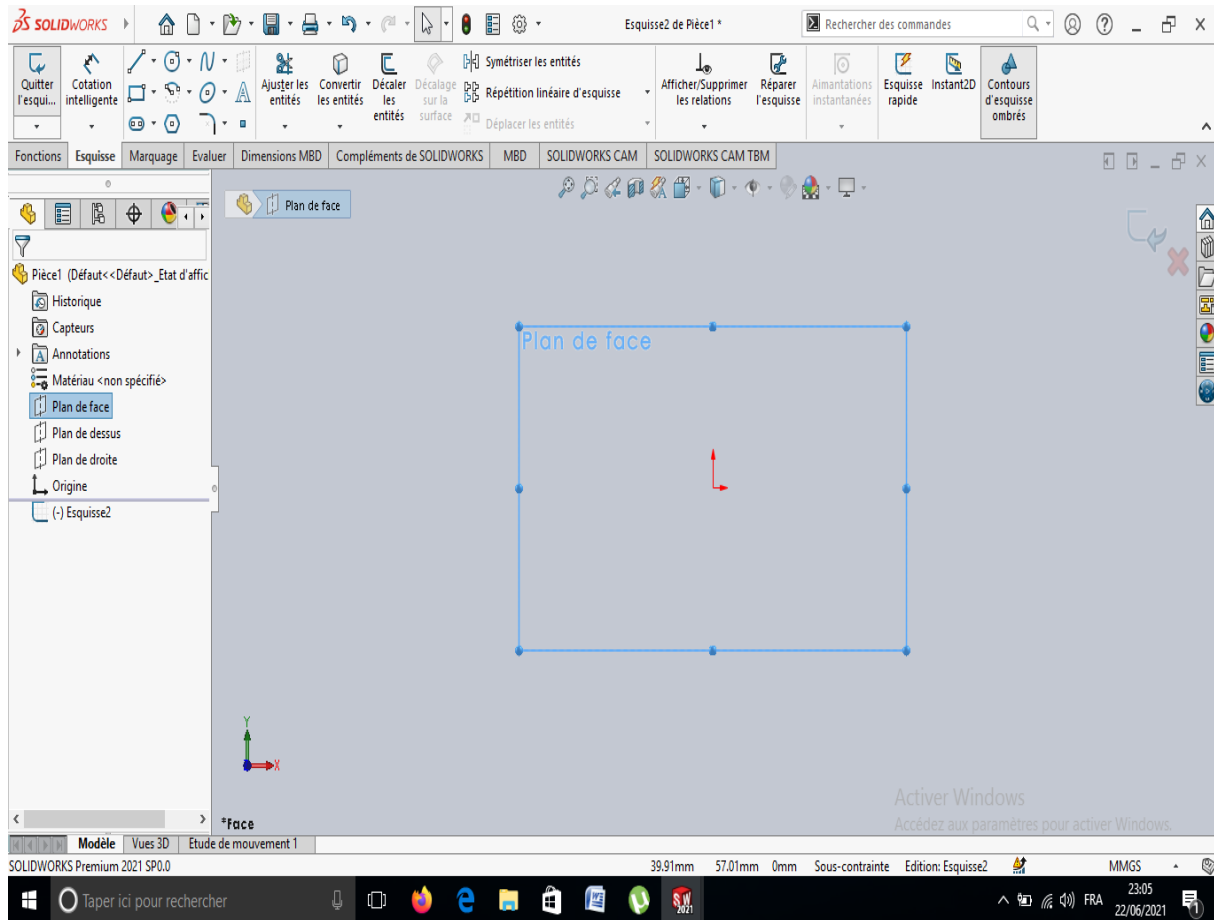 SOLIDWORKS
Esquisse2 de Pièce1 *
Rechercher des commandes
Quitter l'esqui...
Cotation intelligente
Ajuster les entités
Convertir les entités
Décaler les entités
Décalage sur la surface
Symétriser les entités
Répétition linéaire d'esquisse
Déplacer les entités
Afficher/Supprimer les relations
Réparer l'esquisse
Aimantations instantanées
Esquisse rapide
Instant2D
Contours d'esquisse ombrés
Fonctions Esquisse Marquage Evaluer Dimensions MBD Compléments de SOLIDWORKS MBD SOLIDWORKS CAM SOLIDWORKS CAM TBM
Plan de face
Pièce1 (Défaut<<Défaut>_Etat d'affic
Historique
Capteurs
Annotations
Matériau <non spécifié>
Plan de face
Plan de dessus
Plan de droite
Origine
(-) Esquisse2
Plan de face
Y
X
*Face
Activer Windows
Accédez aux paramètres pour activer Windows.
Modèle Vues 3D Etude de mouvement 1
SOLIDWORKS Premium 2021 SP0.0 39.91mm 57.01mm 0mm Sous-contrainte Edition: Esquisse2 MMGS
Taper ici pour rechercher
SW 2021
FRA
23:05
22/06/2021
1